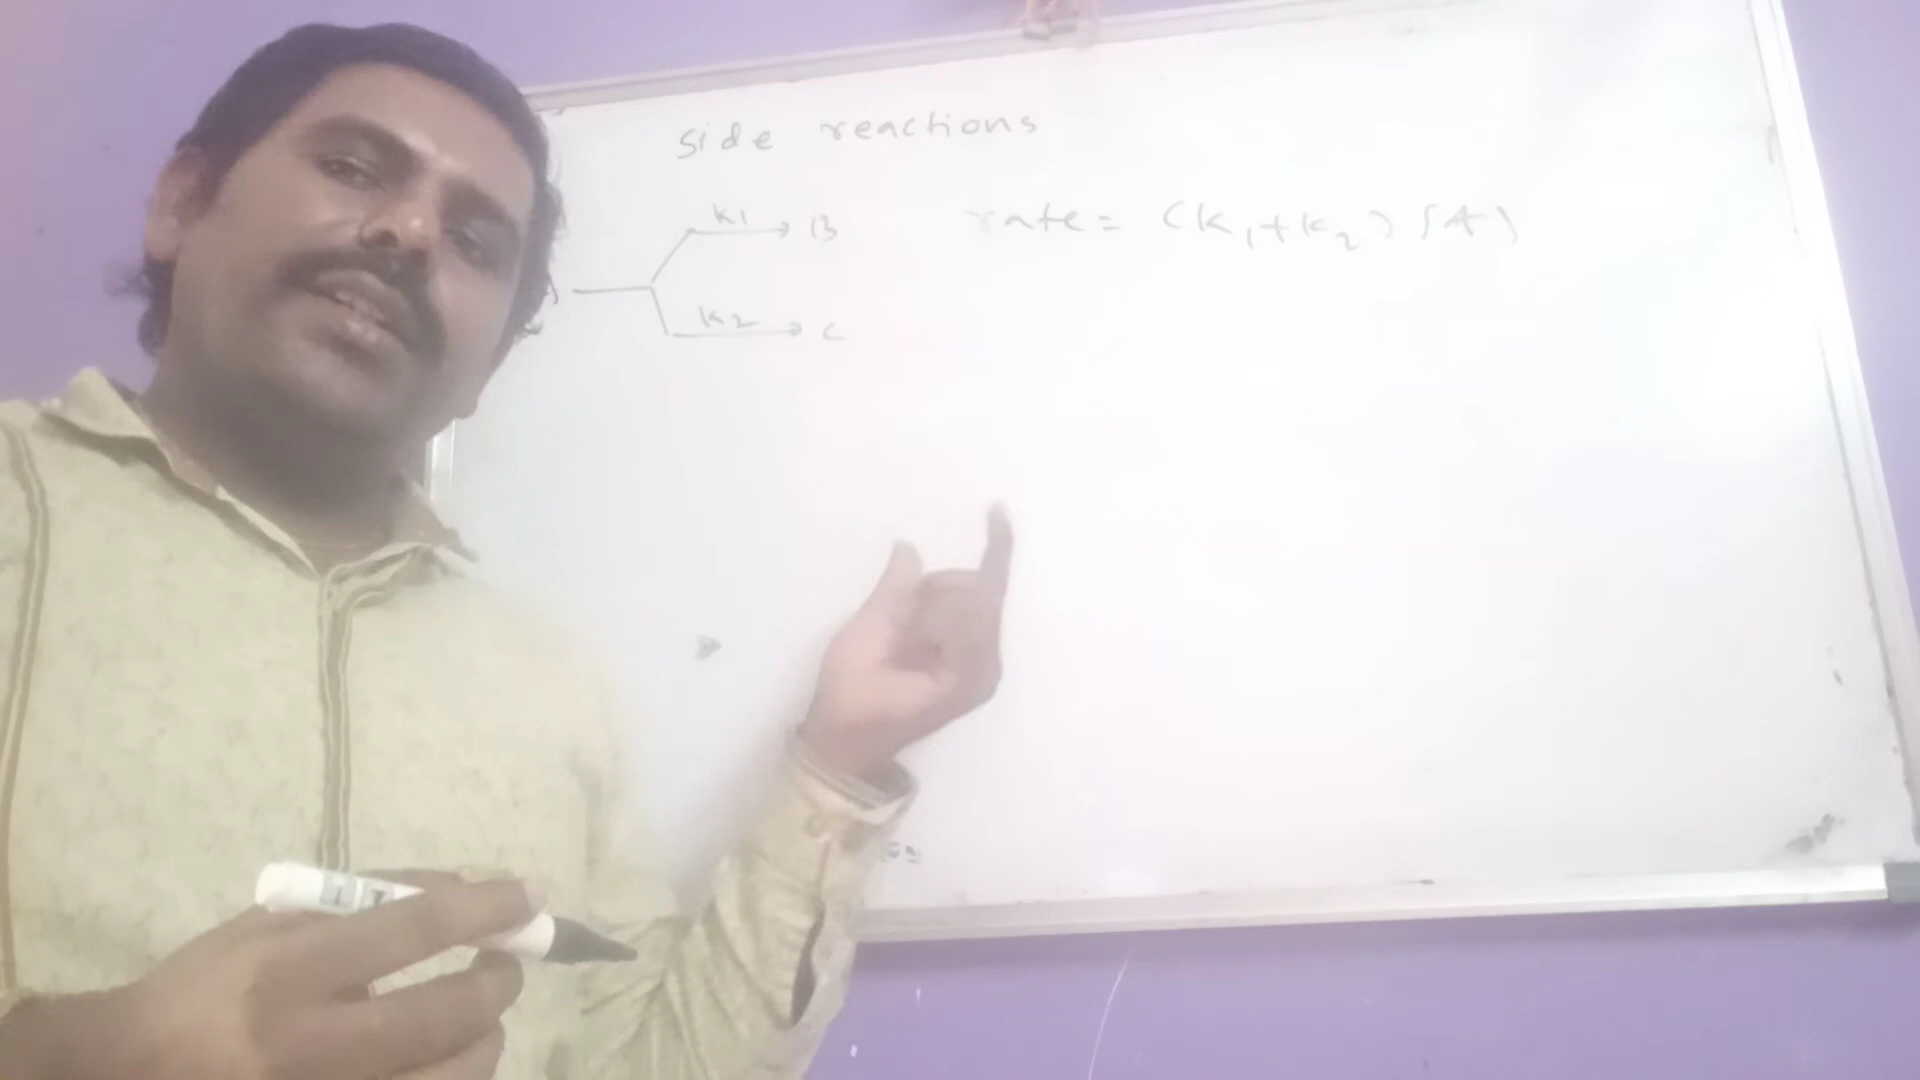 side reactions
k1 B
rate = (K1+K2) [A]
K2 C